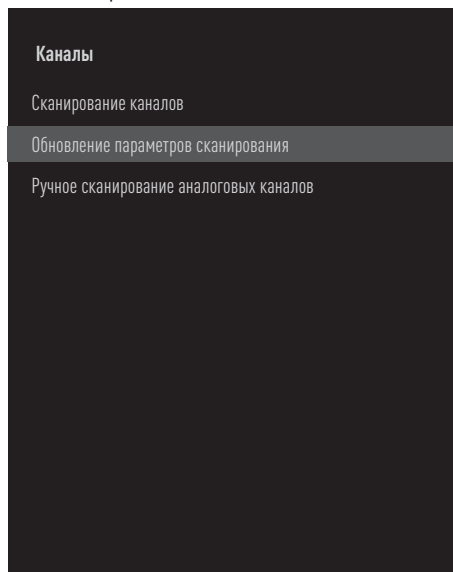 Каналы
Сканирование каналов
Обновление параметров сканирования
Ручное сканирование аналоговых каналов